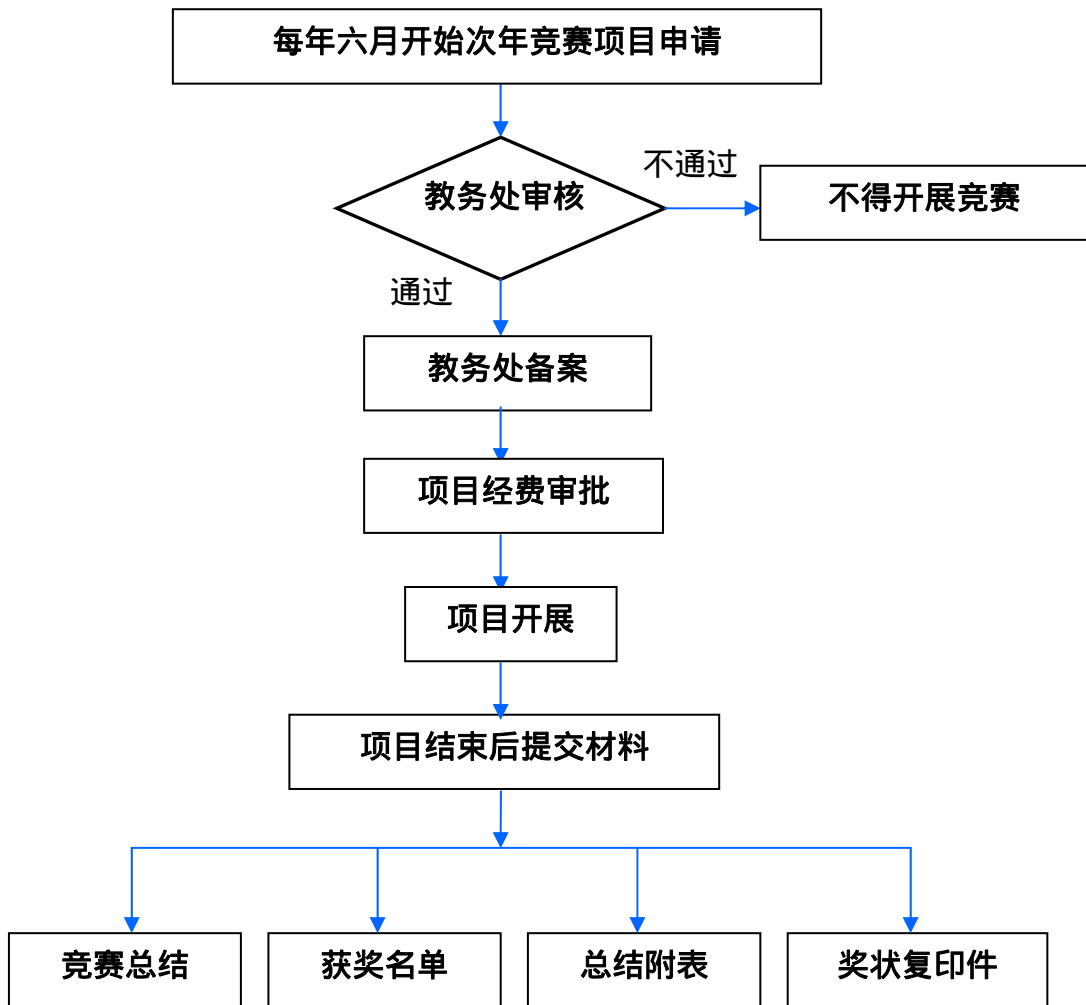 每年六月开始次年竞赛项目申请
不通过
教务处审核
不得开展竞赛
通过
教务处备案
项目经费审批
项目开展
项目结束后提交材料
竞赛总结
获奖名单
总结附表
奖状复印件